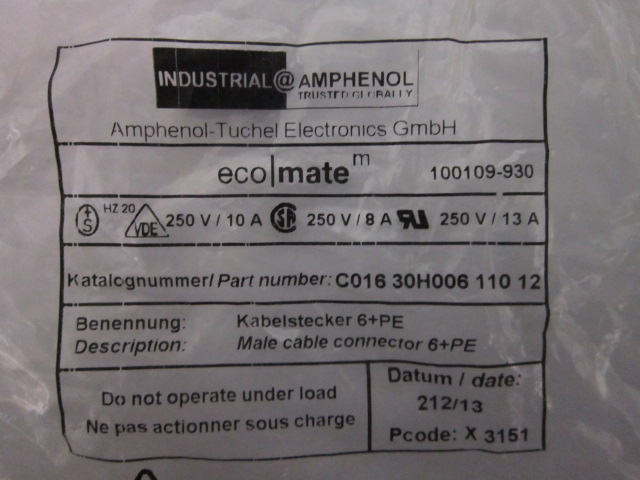 INDUSTRIAL@AMPHENOL
TRUSTED GLOBALLY
Amphenol-Tuchel Electronics GmbH
eco|mate m 100109-930
S HZ 20 VDE 250 V / 10 A SA 250 V / 8 A RU 250 V / 13 A
Katalognummer/ Part number: C016 30H006 110 12
Benennung: Kabelstecker 6+PE
Description: Male cable connector 6+PE
Do not operate under load
Ne pas actionner sous charge
Datum / date:
212/13
Pcode: X 3151